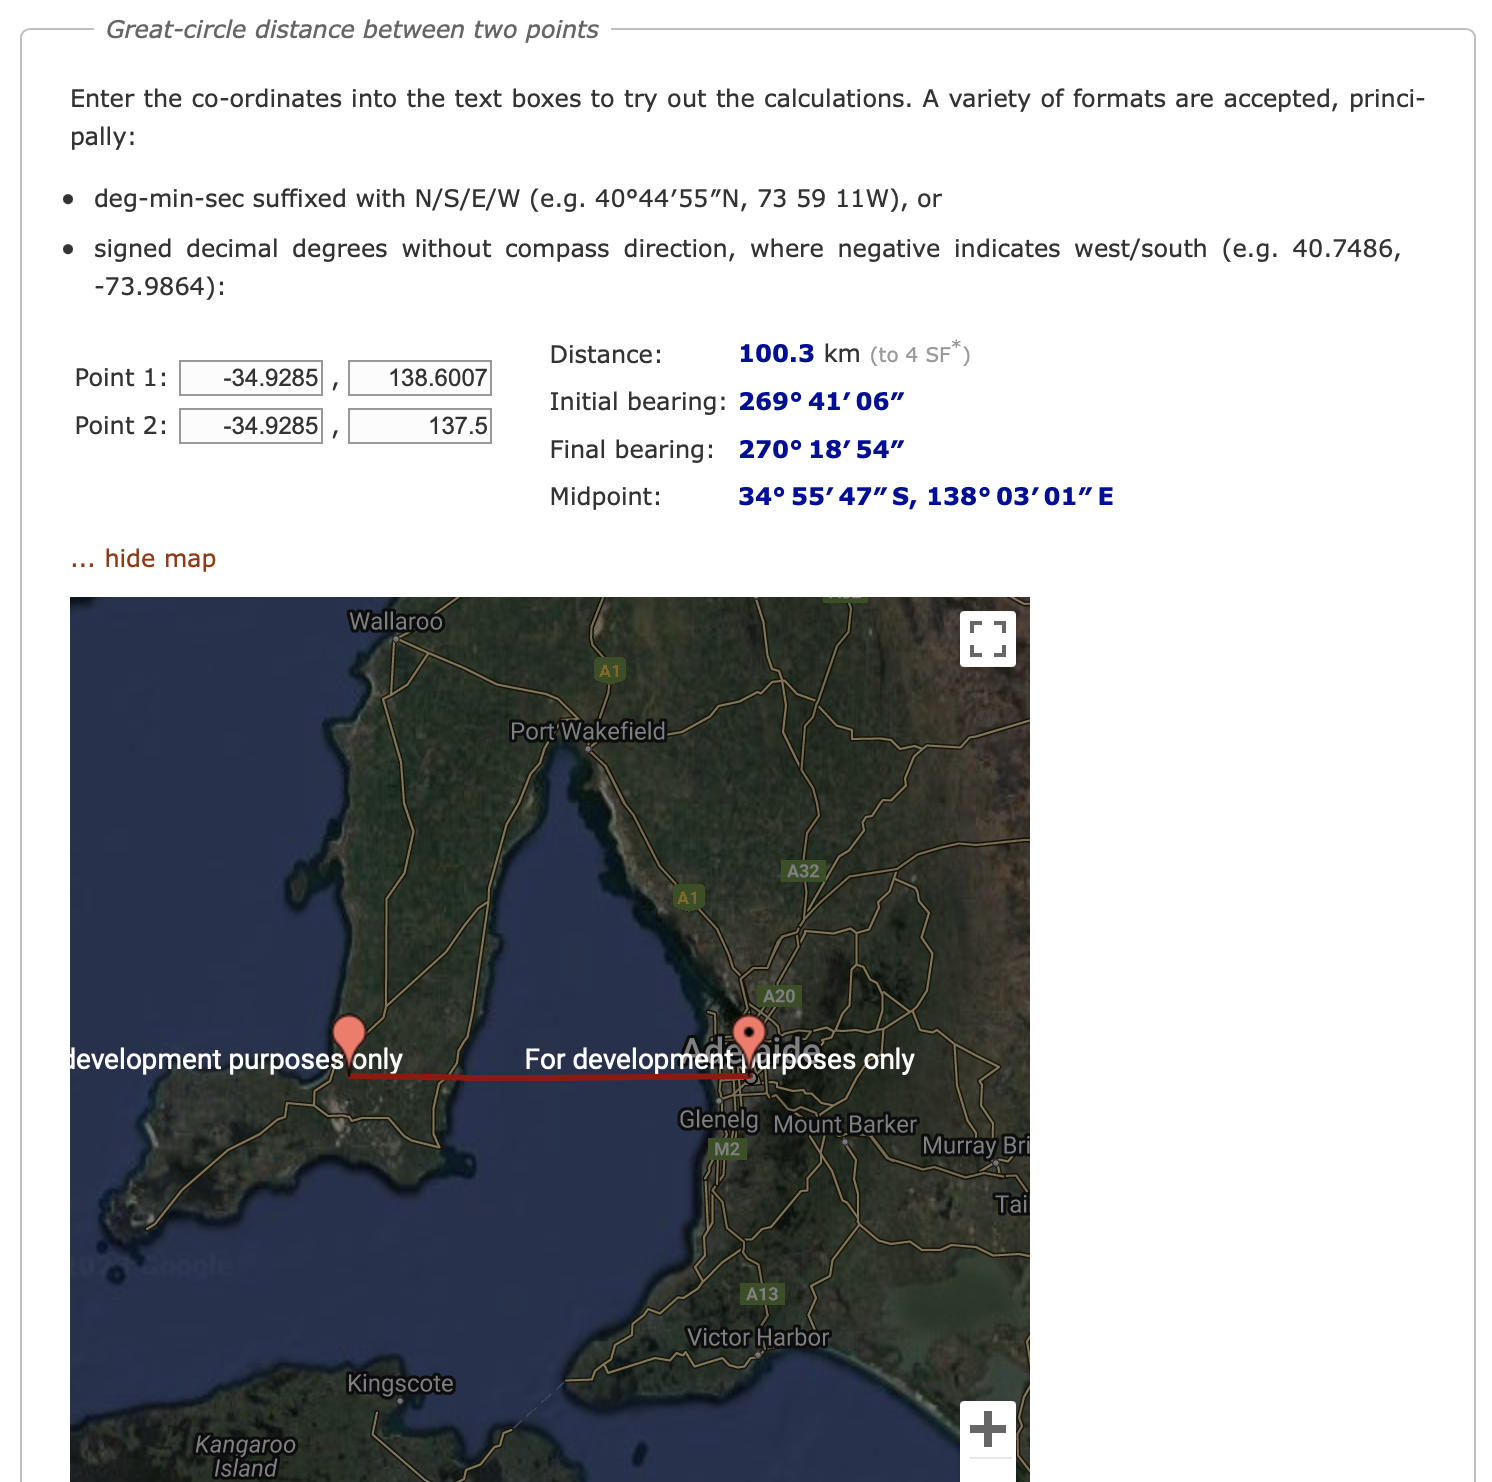 Great-circle distance between two points
Enter the co-ordinates into the text boxes to try out the calculations. A variety of formats are accepted, princi-
pally:
• deg-min-sec suffixed with N/S/E/W (e.g. 40°44′55″N, 73 59 11W), or
• signed decimal degrees without compass direction, where negative indicates west/south (e.g. 40.7486,
-73.9864):
Point 1: -34.9285 , 138.6007
Point 2: -34.9285 , 137.5
Distance: 100.3 km (to 4 SF*)
Initial bearing: 269° 41′ 06″
Final bearing: 270° 18′ 54″
Midpoint: 34° 55′ 47″ S, 138° 03′ 01″ E
... hide map
Wallaroo
A1
Port Wakefield
A32
A1
A20
Adelaide
development purposes only
For development purposes only
Glenelg
Mount Barker
M2
Murray Bri
Tai
Google
A13
Victor Harbor
Kingscote
Kangaroo
Island
+